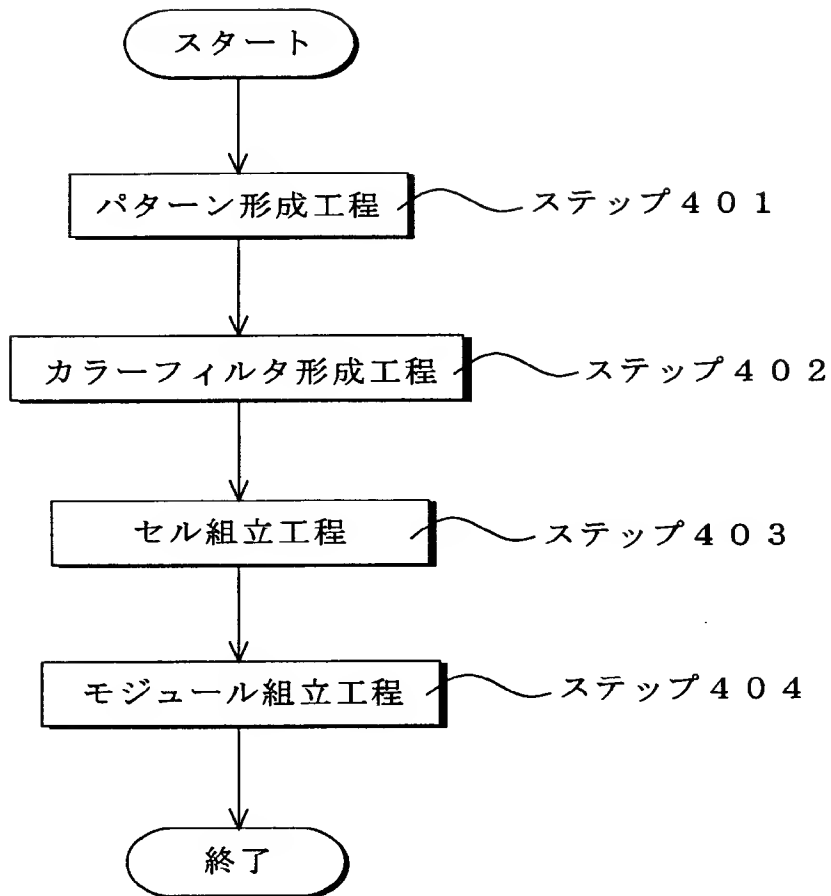 スタート
パターン形成工程
ステップ401
カラーフィルタ形成工程
ステップ402
セル組立工程
ステップ403
モジュール組立工程
ステップ404
終了